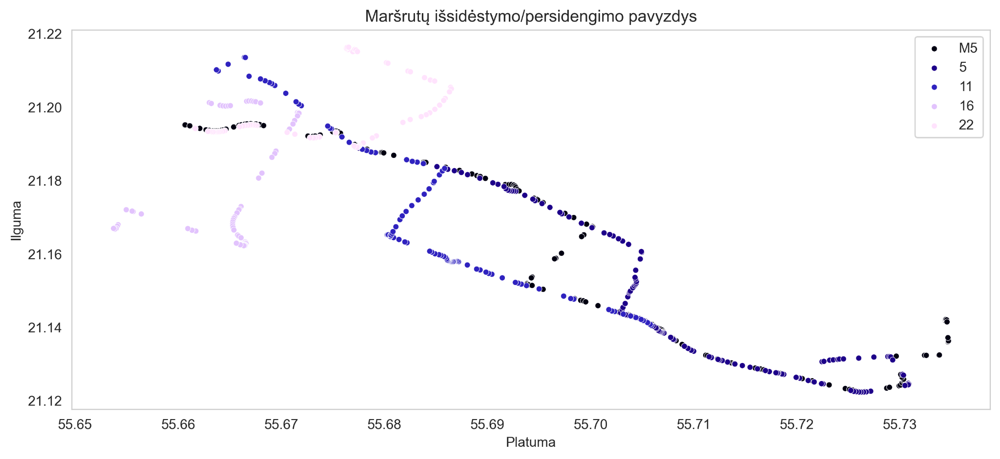 Maršrutų išsidėstymo/persidengimo pavyzdys
21.22
21.20
21.18
21.16
21.14
21.12
Ilguma
55.65 55.66 55.67 55.68 55.69 55.70 55.71 55.72 55.73
Platuma
M5
5
11
16
22